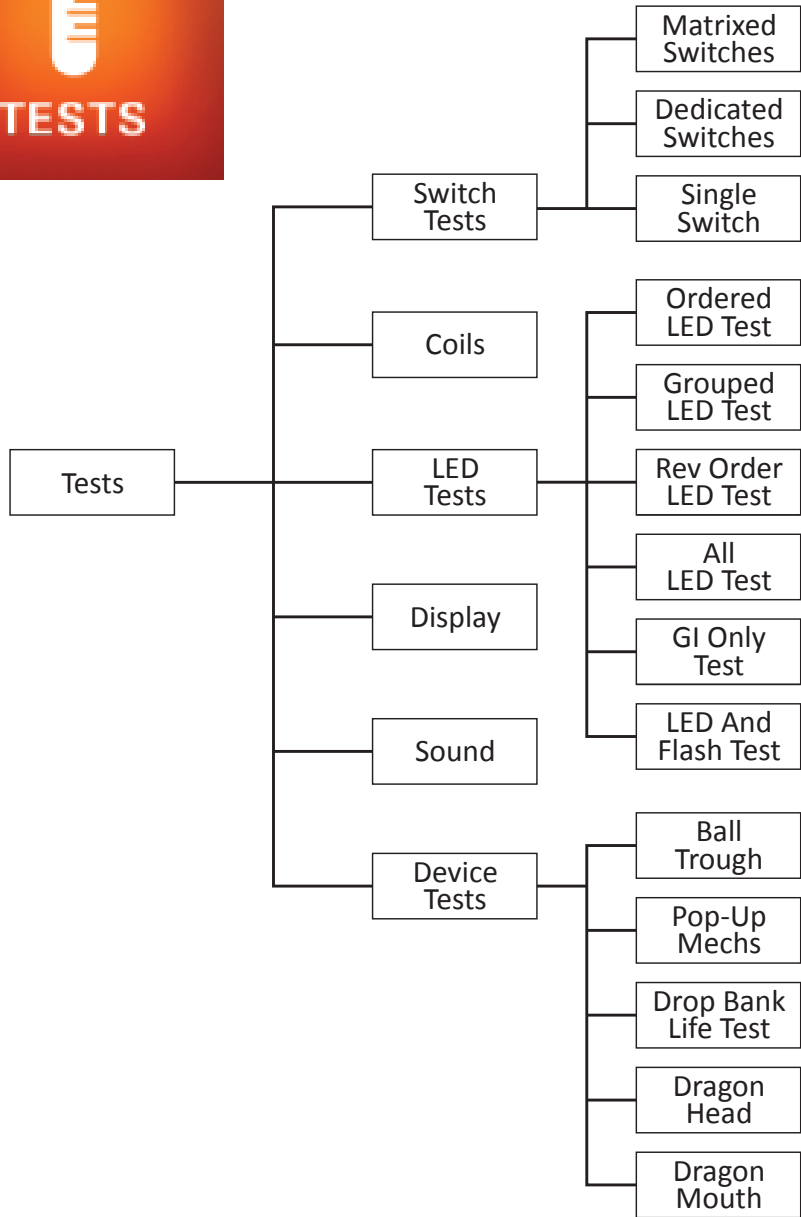 TESTS
Tests
Switch
Tests
Matrixed
Switches
Dedicated
Switches
Single
Switch
Coils
LED
Tests
Ordered
LED Test
Grouped
LED Test
Rev Order
LED Test
All
LED Test
GI Only
Test
LED And
Flash Test
Display
Sound
Device
Tests
Ball
Trough
Pop-Up
Mechs
Drop Bank
Life Test
Dragon
Head
Dragon
Mouth